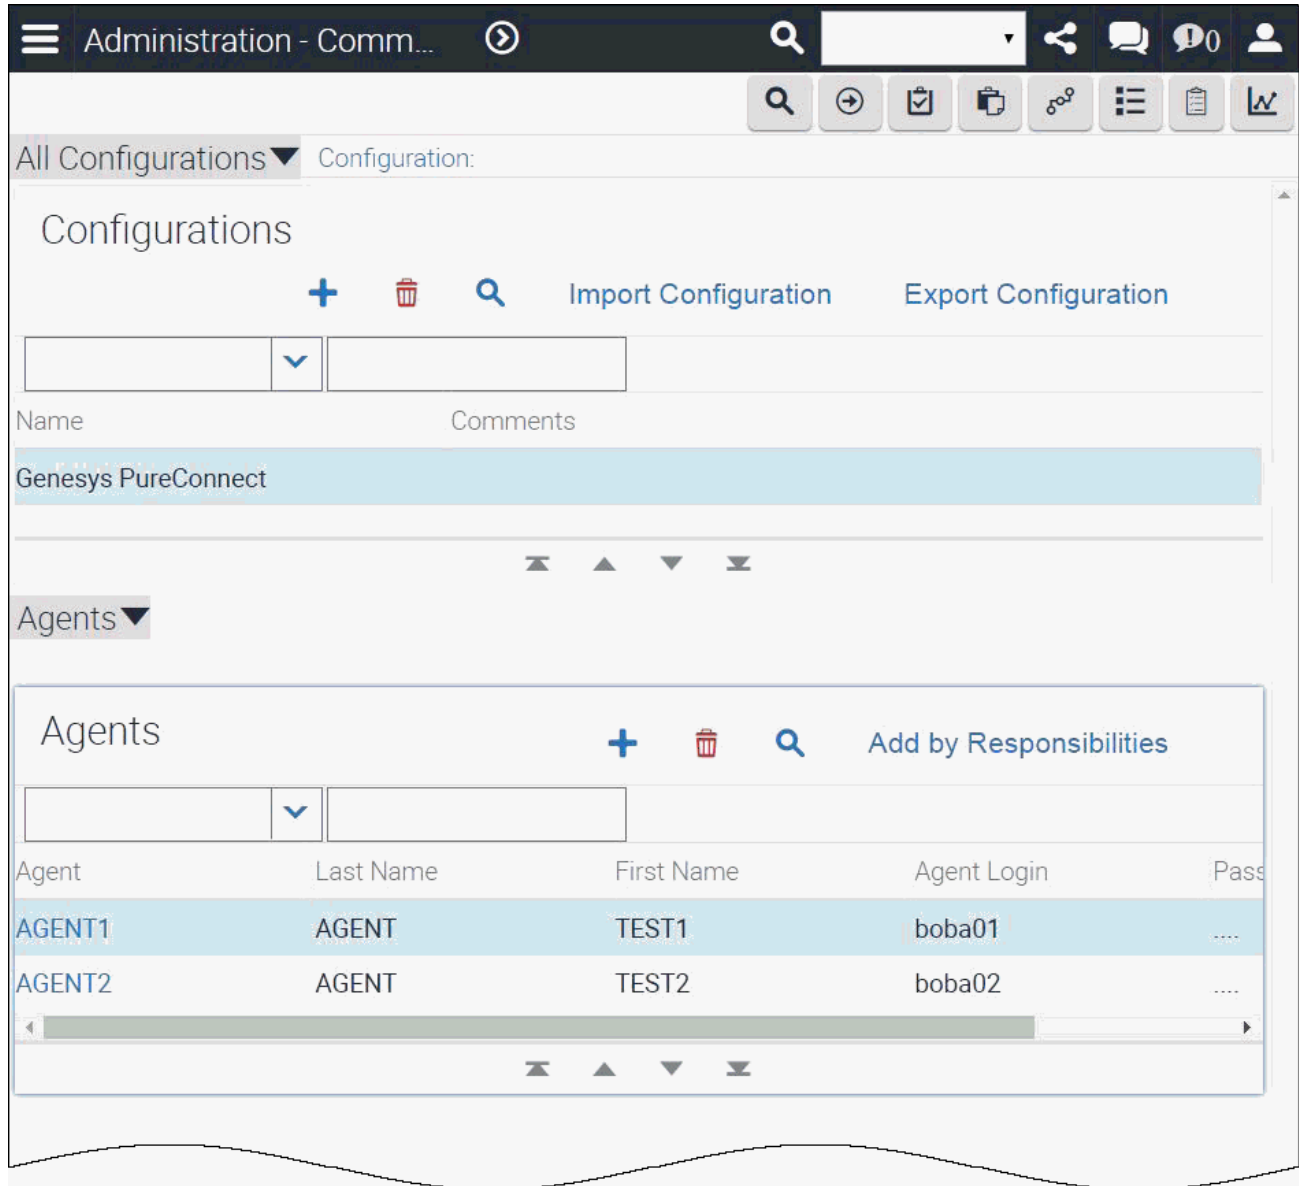 Administration - Comm...
0
All Configurations Configuration:
Configurations
Import Configuration Export Configuration
Name Comments
Genesys PureConnect
Agents
Agents
Add by Responsibilities
Agent Last Name First Name Agent Login Pass
AGENT1 AGENT TEST1 boba01 ....
AGENT2 AGENT TEST2 boba02 ....